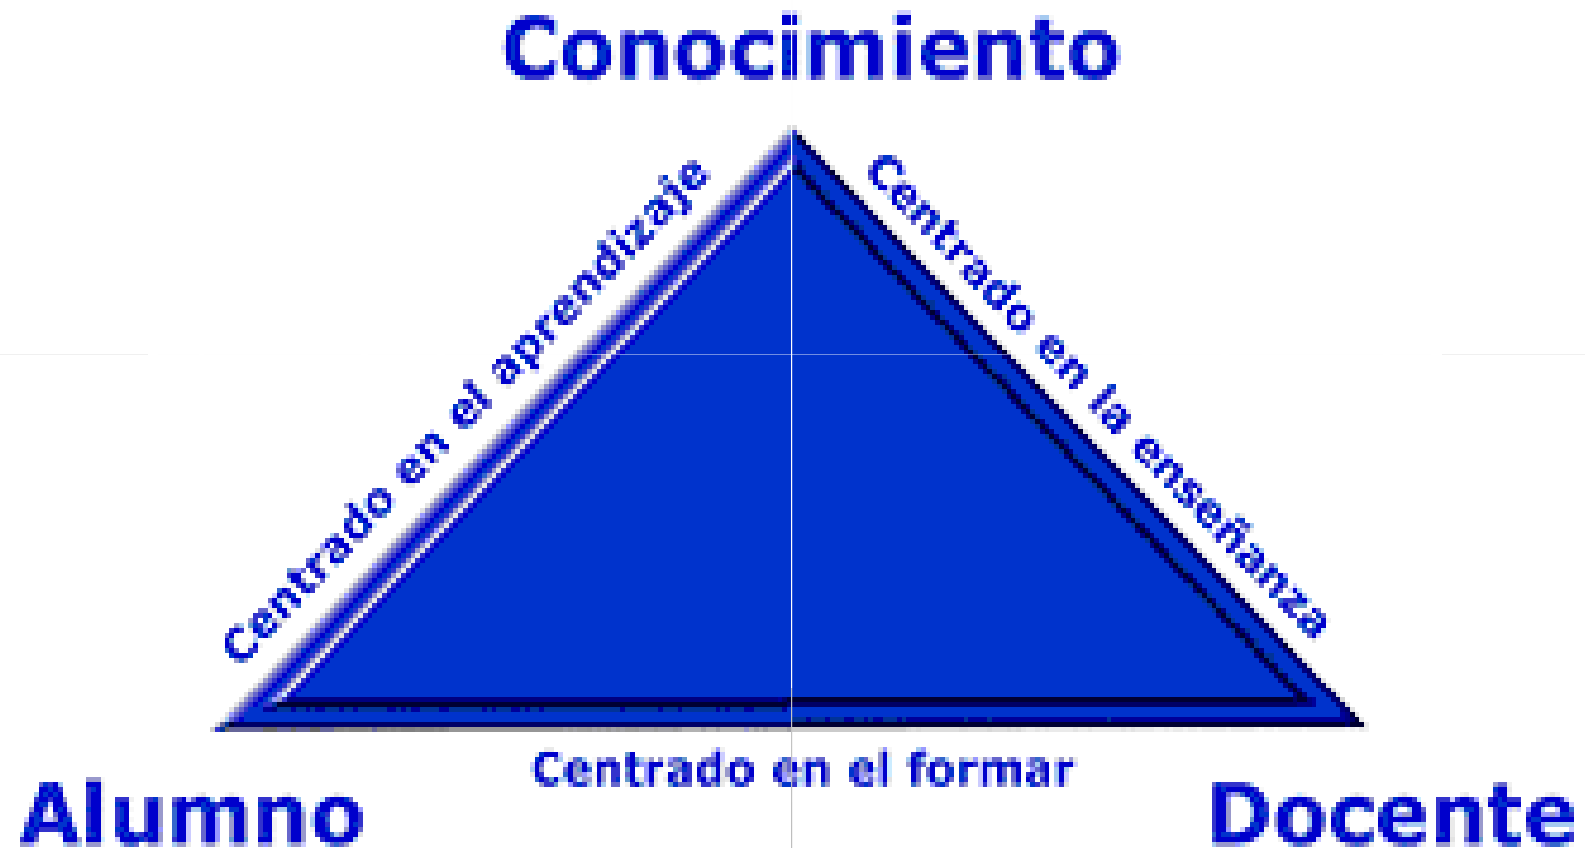 Conocimiento
Centrado en el aprendizaje
Centrado en la enseñanza
Centrado en el formar
Alumno
Docente